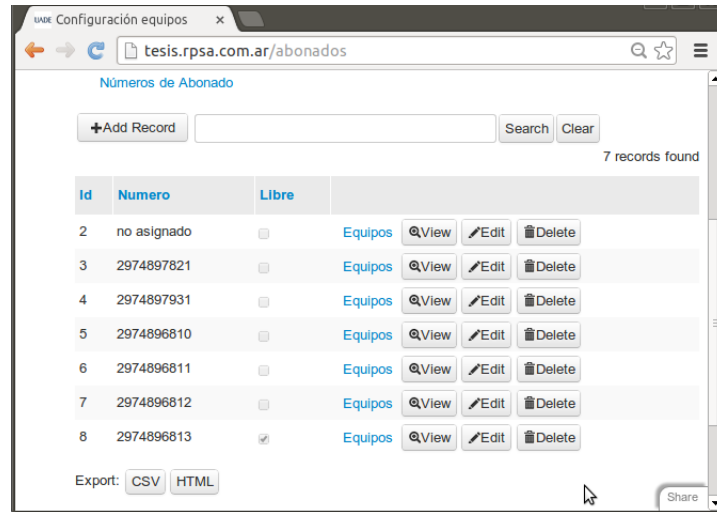 UADE Configuración equipos ×
tesis.rpsa.com.ar/abonados
Números de Abonado
+Add Record Search Clear
7 records found
Id Numero Libre
2 no asignado Equipos View Edit Delete
3 2974897821 Equipos View Edit Delete
4 2974897931 Equipos View Edit Delete
5 2974896810 Equipos View Edit Delete
6 2974896811 Equipos View Edit Delete
7 2974896812 Equipos View Edit Delete
8 2974896813 Equipos View Edit Delete
Export: CSV HTML
Share